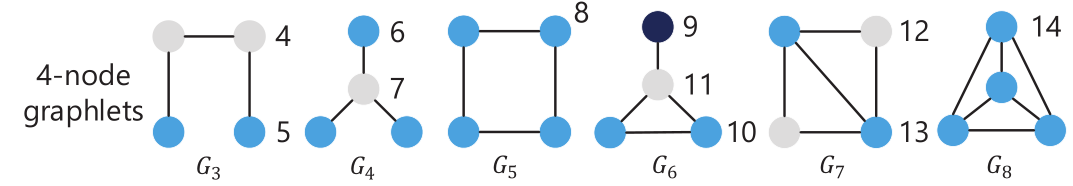 4-node
graphlets
4
5
G₃
6
7
G₄
8
G₅
9
11
10
G₆
12
13
G₇
14
G₈